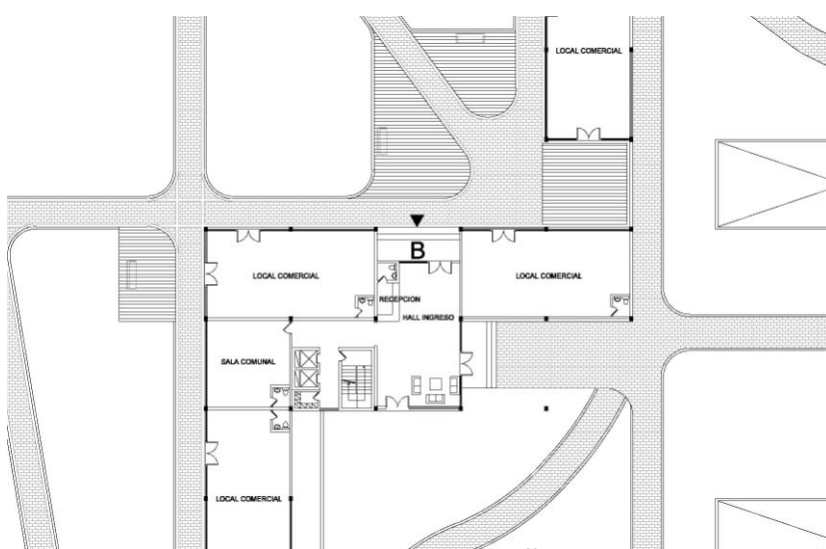 LOCAL COMERCIAL
B
LOCAL COMERCIAL
LOCAL COMERCIAL
RECEPCION
HALL INGRESO
SALA COMUNAL
LOCAL COMERCIAL